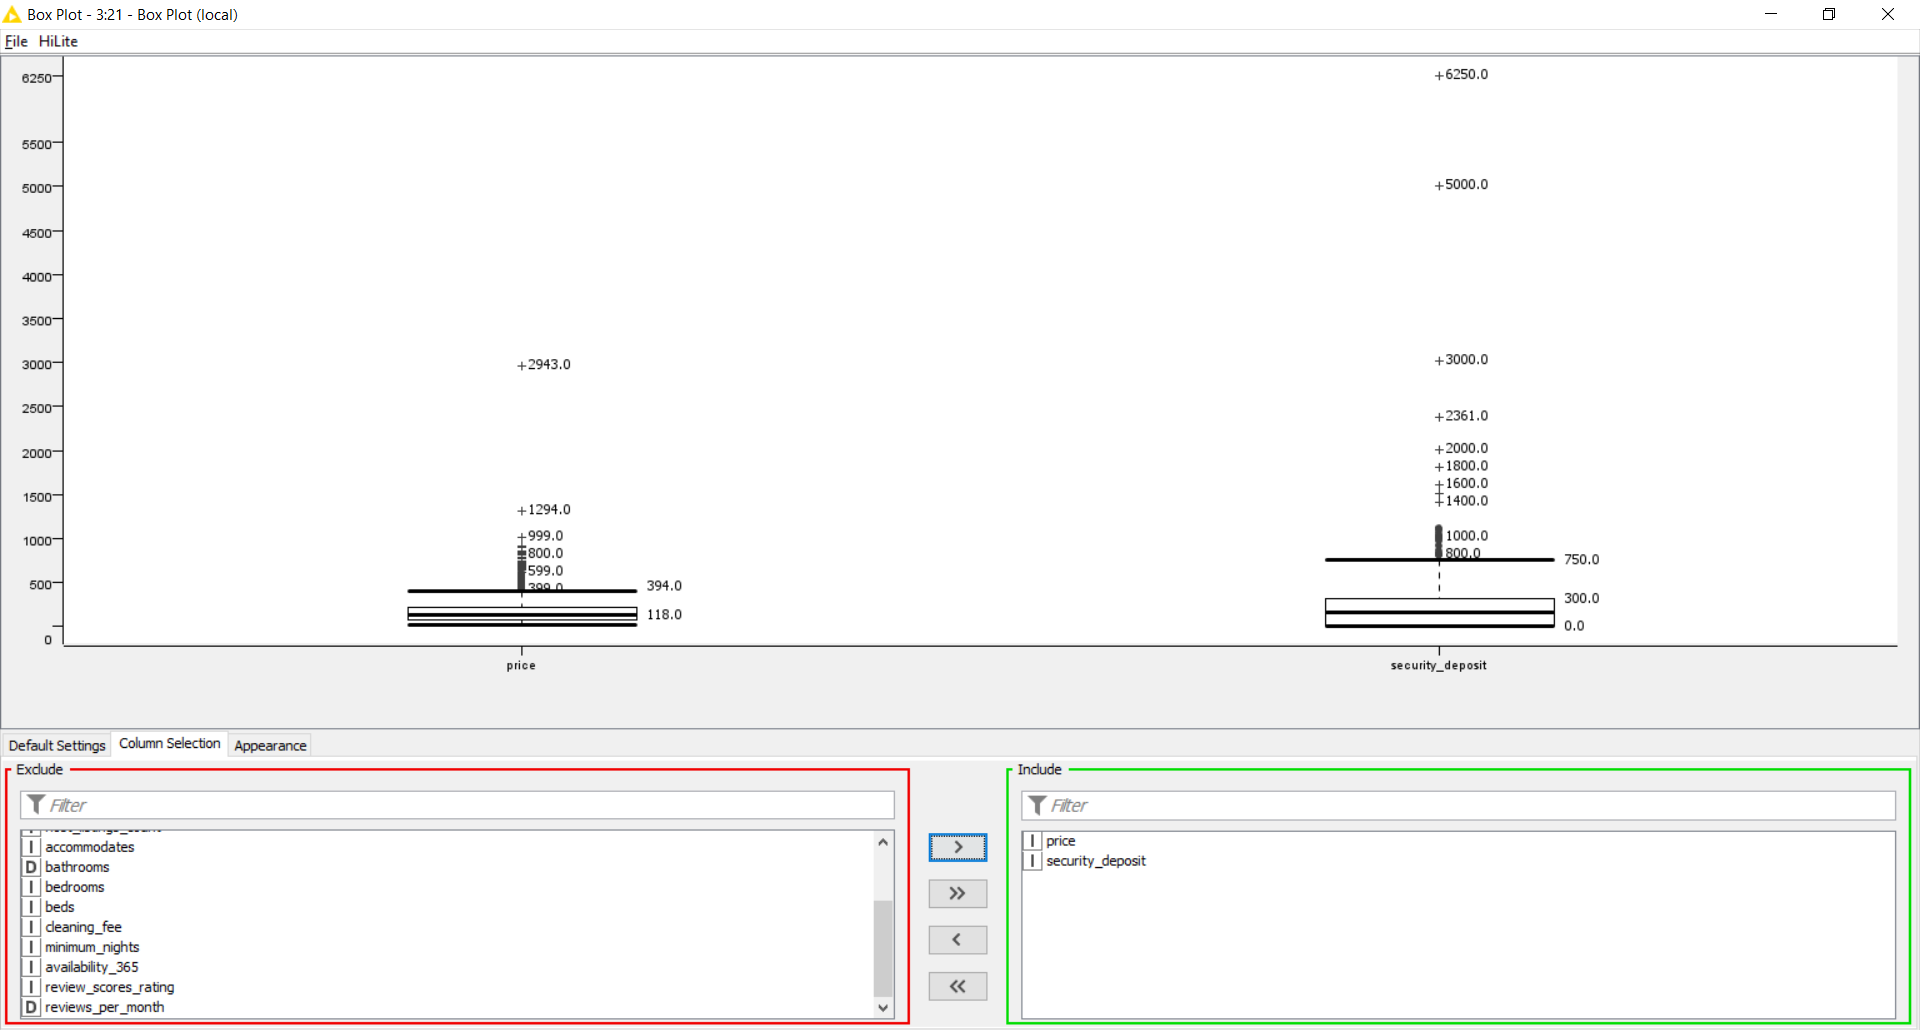 Box Plot - 3:21 - Box Plot (local)
File HiLite
6250
5500
5000
4500
4000
3500
3000
2500
2000
1500
1000
500
0
2943.0
1294.0
999.0
800.0
599.0
399.0
394.0
118.0
6250.0
5000.0
3000.0
2361.0
2000.0
1800.0
1600.0
1400.0
1000.0
800.0
750.0
300.0
0.0
price
security_deposit
Default Settings Column Selection Appearance
Exclude
Filter
I accommodates
D bathrooms
I bedrooms
I beds
I cleaning_fee
I minimum_nights
I availability_365
I review_scores_rating
D reviews_per_month
>
>>
<
<<
Include
Filter
I price
I security_deposit